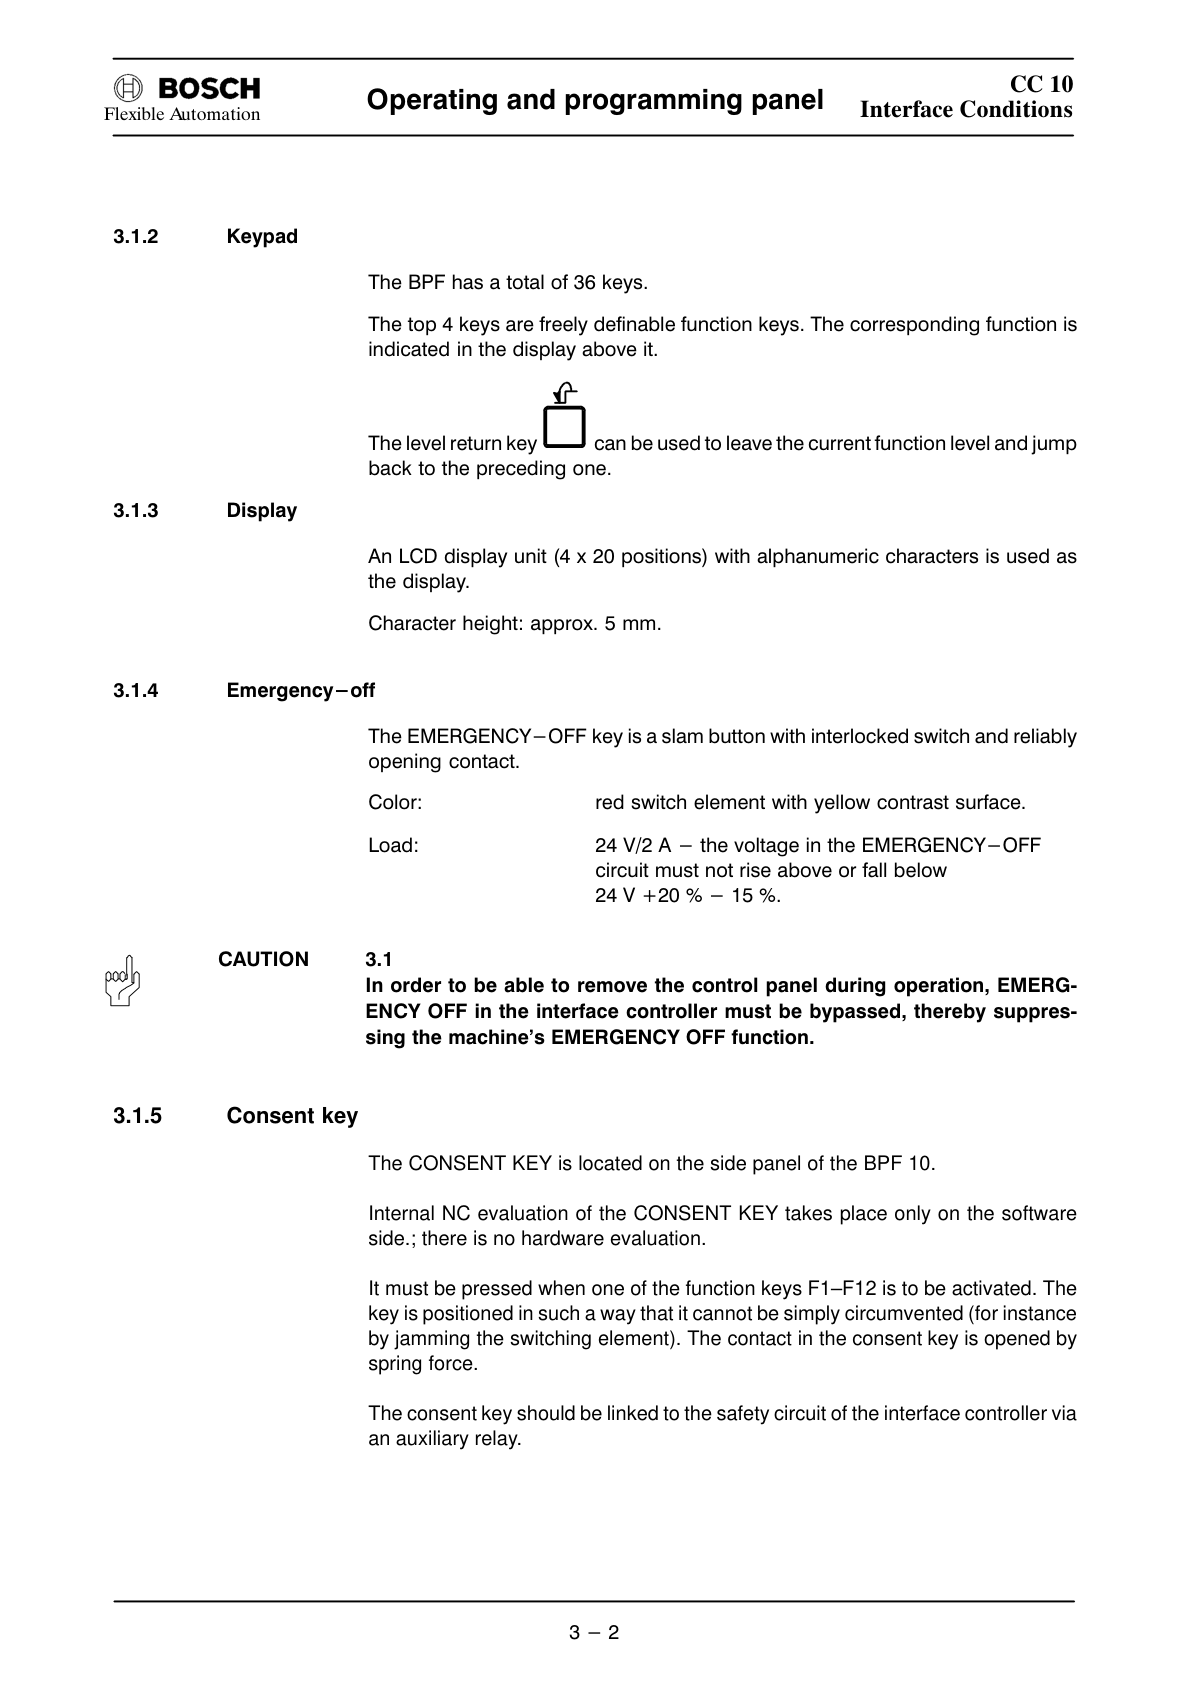 BOSCH
Flexible Automation
Operating and programming panel
CC 10
Interface Conditions
3.1.2 Keypad
The BPF has a total of 36 keys.
The top 4 keys are freely definable function keys. The corresponding function is
indicated in the display above it.
The level return key can be used to leave the current function level and jump
back to the preceding one.
3.1.3 Display
An LCD display unit (4 x 20 positions) with alphanumeric characters is used as
the display.
Character height: approx. 5 mm.
3.1.4 Emergency−off
The EMERGENCY−OFF key is a slam button with interlocked switch and reliably
opening contact.
Color: red switch element with yellow contrast surface.
Load: 24 V/2 A − the voltage in the EMERGENCY−OFF
circuit must not rise above or fall below
24 V +20 % − 15 %.
CAUTION 3.1
In order to be able to remove the control panel during operation, EMERG-
ENCY OFF in the interface controller must be bypassed, thereby suppres-
sing the machine's EMERGENCY OFF function.
3.1.5 Consent key
The CONSENT KEY is located on the side panel of the BPF 10.
Internal NC evaluation of the CONSENT KEY takes place only on the software
side.; there is no hardware evaluation.
It must be pressed when one of the function keys F1–F12 is to be activated. The
key is positioned in such a way that it cannot be simply circumvented (for instance
by jamming the switching element). The contact in the consent key is opened by
spring force.
The consent key should be linked to the safety circuit of the interface controller via
an auxiliary relay.
3 − 2